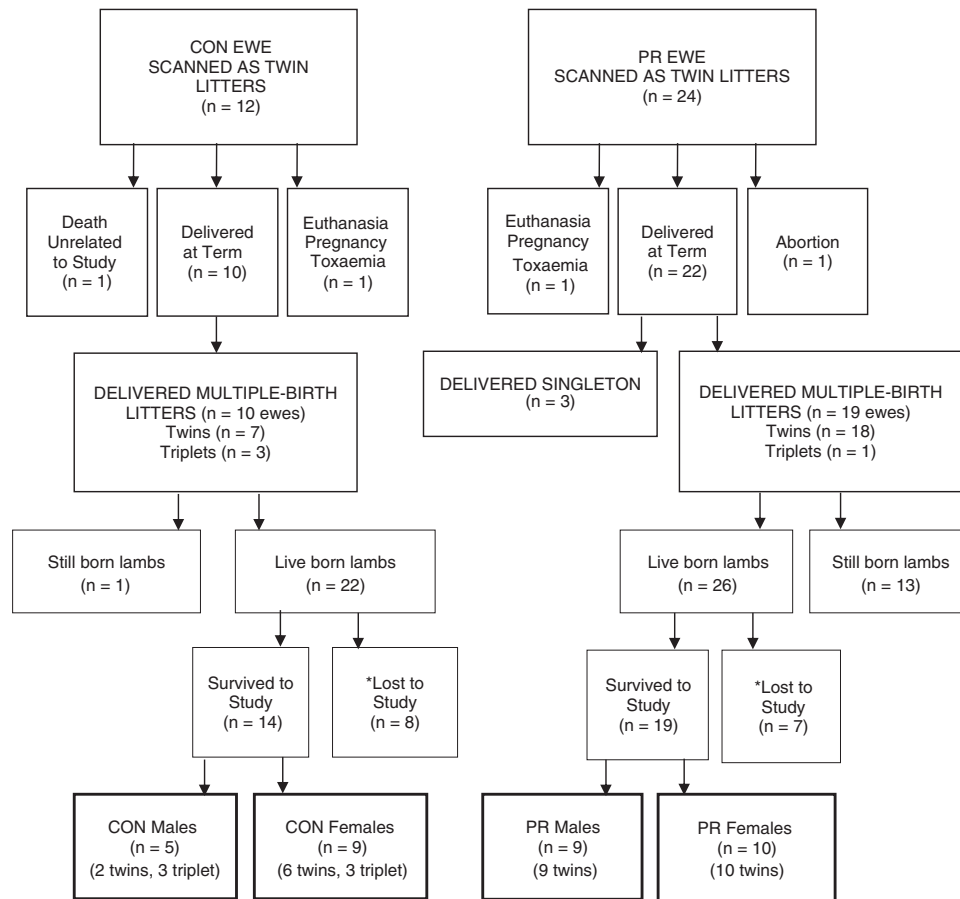 CON EWE
SCANNED AS TWIN
LITTERS
(n = 12)
PR EWE
SCANNED AS TWIN LITTERS
(n = 24)
Death
Unrelated
to Study
(n = 1)
Delivered
at Term
(n = 10)
Euthanasia
Pregnancy
Toxaemia
(n = 1)
Euthanasia
Pregnancy
Toxaemia
(n = 1)
Delivered
at Term
(n = 22)
Abortion
(n = 1)
DELIVERED MULTIPLE-BIRTH
LITTERS (n = 10 ewes)
Twins (n = 7)
Triplets (n = 3)
DELIVERED SINGLETON
(n = 3)
DELIVERED MULTIPLE-BIRTH
LITTERS (n = 19 ewes)
Twins (n = 18)
Triplets (n = 1)
Still born lambs
(n = 1)
Live born lambs
(n = 22)
Live born lambs
(n = 26)
Still born lambs
(n = 13)
Survived to
Study
(n = 14)
*Lost to
Study
(n = 8)
Survived to
Study
(n = 19)
*Lost to
Study
(n = 7)
CON Males
(n = 5)
(2 twins, 3 triplet)
CON Females
(n = 9)
(6 twins, 3 triplet)
PR Males
(n = 9)
(9 twins)
PR Females
(n = 10)
(10 twins)